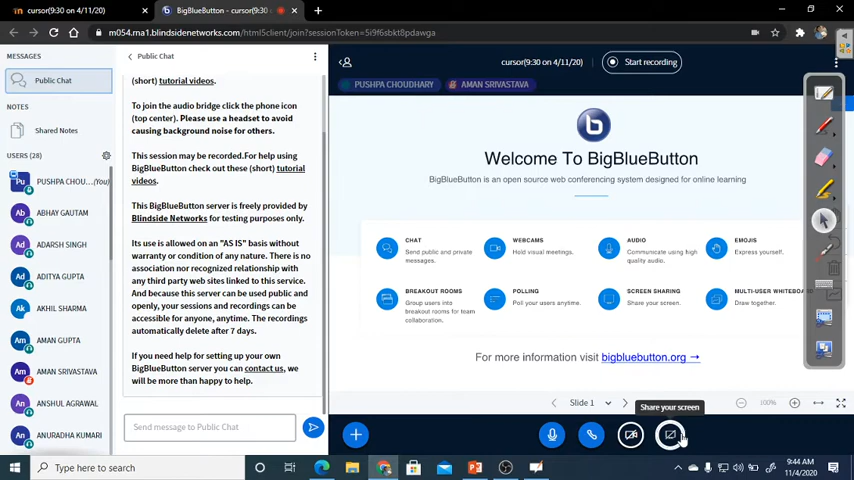 cursor(9:30 on 4/11/20)
BigBlueButton - cursor(9:30
m054.rna1.blindsidenetworks.com/html5client/join?sessionToken=5i9f6sbkt8pdawga
MESSAGES
Public Chat
NOTES
Shared Notes
USERS (28)
Pu
PUSHPA CHOU... (You)
Ab
ABHAY GAUTAM
Ad
ADARSH SINGH
Ad
ADITYA GUPTA
Ak
AKHIL SHARMA
Am
AMAN GUPTA
Am
AMAN SRIVASTAVA
An
ANSHUL AGRAWAL
An
ANURADHA KUMARI
Public Chat
(short) tutorial videos.
To join the audio bridge click the phone icon
(top center). Please use a headset to avoid
causing background noise for others.
This session may be recorded.For help using
BigBlueButton check out these (short) tutorial
videos.
This BigBlueButton server is freely provided by
Blindside Networks for testing purposes only.
Its use is allowed on an "AS IS" basis without
warranty or condition of any nature. There is no
association nor recognized relationship with
any third party web sites linked to this service.
And because this server can be used public and
openly, your sessions and recordings can be
accessible for anyone, anytime. The recordings
automatically delete after 7 days.
If you need help for setting up your own
BigBlueButton server you can contact us, we
will be more than happy to help.
Send message to Public Chat
cursor(9:30 on 4/11/20)
Start recording
PUSHPA CHOUDHARY
AMAN SRIVASTAVA
Welcome To BigBlueButton
BigBlueButton is an open source web conferencing system designed for online learning
CHAT
Send public and private
messages.
WEBCAMS
Hold visual meetings.
AUDIO
Communicate using high
quality audio.
EMOJIS
Express yourself.
BREAKOUT ROOMS
Group users into
breakout rooms for team
collaboration.
POLLING
Poll your users anytime.
SCREEN SHARING
Share your screen.
MULTI-USER WHITEBOA
Draw together.
For more information visit bigbluebutton.org →
Slide 1
100%
Share your screen
Type here to search
9:44 AM
11/4/2020